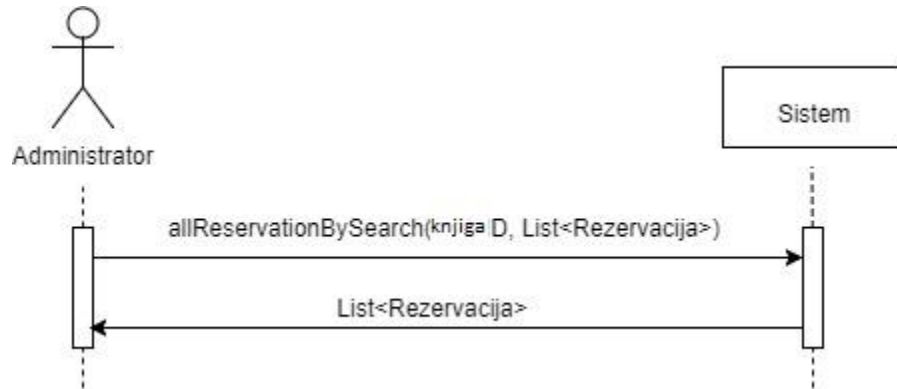 Sistem
Administrator
allReservationBySearch(knjiga D, List<Rezervacija>)
List<Rezervacija>